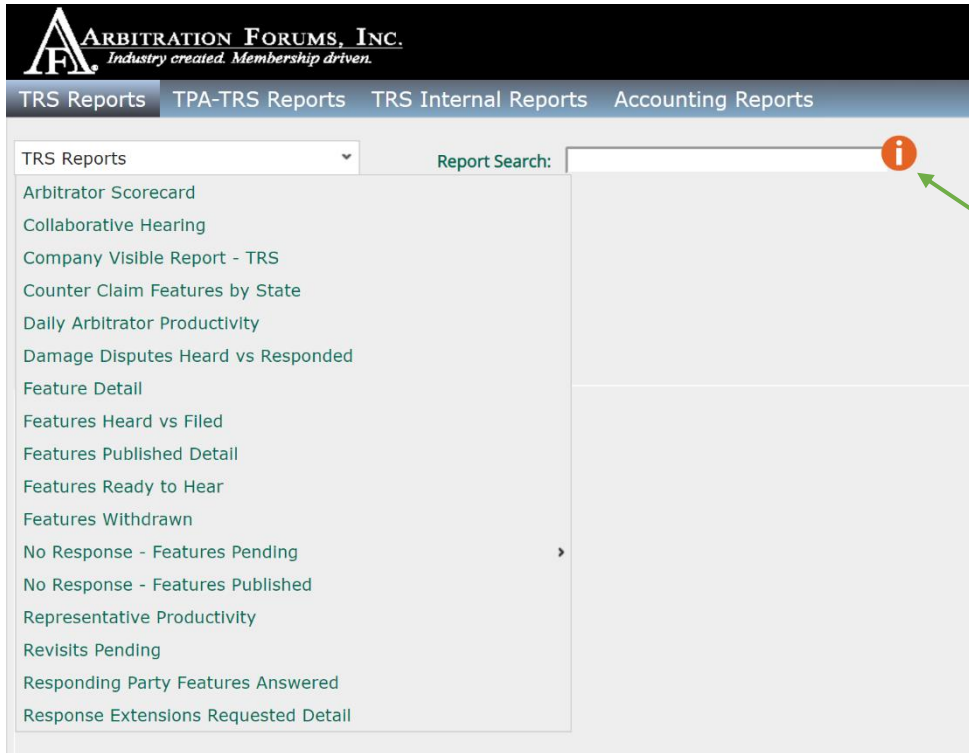 AF.
ARBITRATION FORUMS, INC.
Industry created. Membership driven.
TRS Reports TPA-TRS Reports TRS Internal Reports Accounting Reports
TRS Reports Report Search: i
Arbitrator Scorecard
Collaborative Hearing
Company Visible Report - TRS
Counter Claim Features by State
Daily Arbitrator Productivity
Damage Disputes Heard vs Responded
Feature Detail
Features Heard vs Filed
Features Published Detail
Features Ready to Hear
Features Withdrawn
No Response - Features Pending
No Response - Features Published
Representative Productivity
Revisits Pending
Responding Party Features Answered
Response Extensions Requested Detail